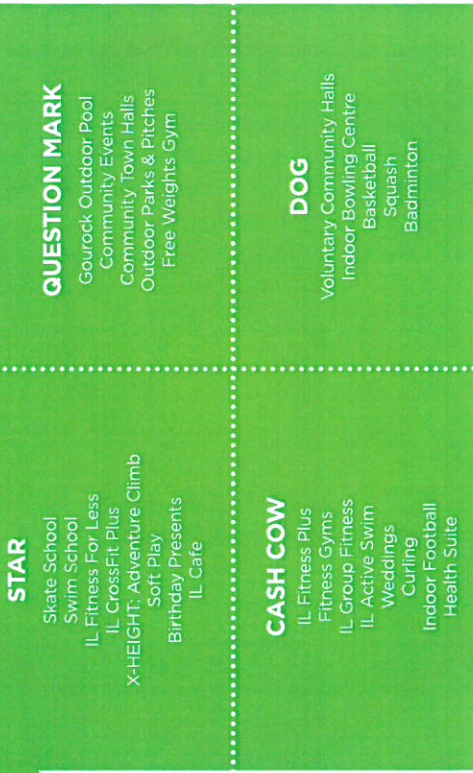 STAR
Skate School
Swim School
IL Fitness For Less
IL CrossFit Plus
X-HEIGHT: Adventure Climb
Soft Play
Birthday Presents
IL Cafe
QUESTION MARK
Gourock Outdoor Pool
Community Events
Community Town Halls
Outdoor Parks & Pitches
Free Weights Gym
CASH COW
IL Fitness Plus
Fitness Gyms
IL Group Fitness
IL Active Swim
Weddings
Curling
Indoor Football
Health Suite
DOG
Voluntary Community Halls
Indoor Bowling Centre
Basketball
Squash
Badminton